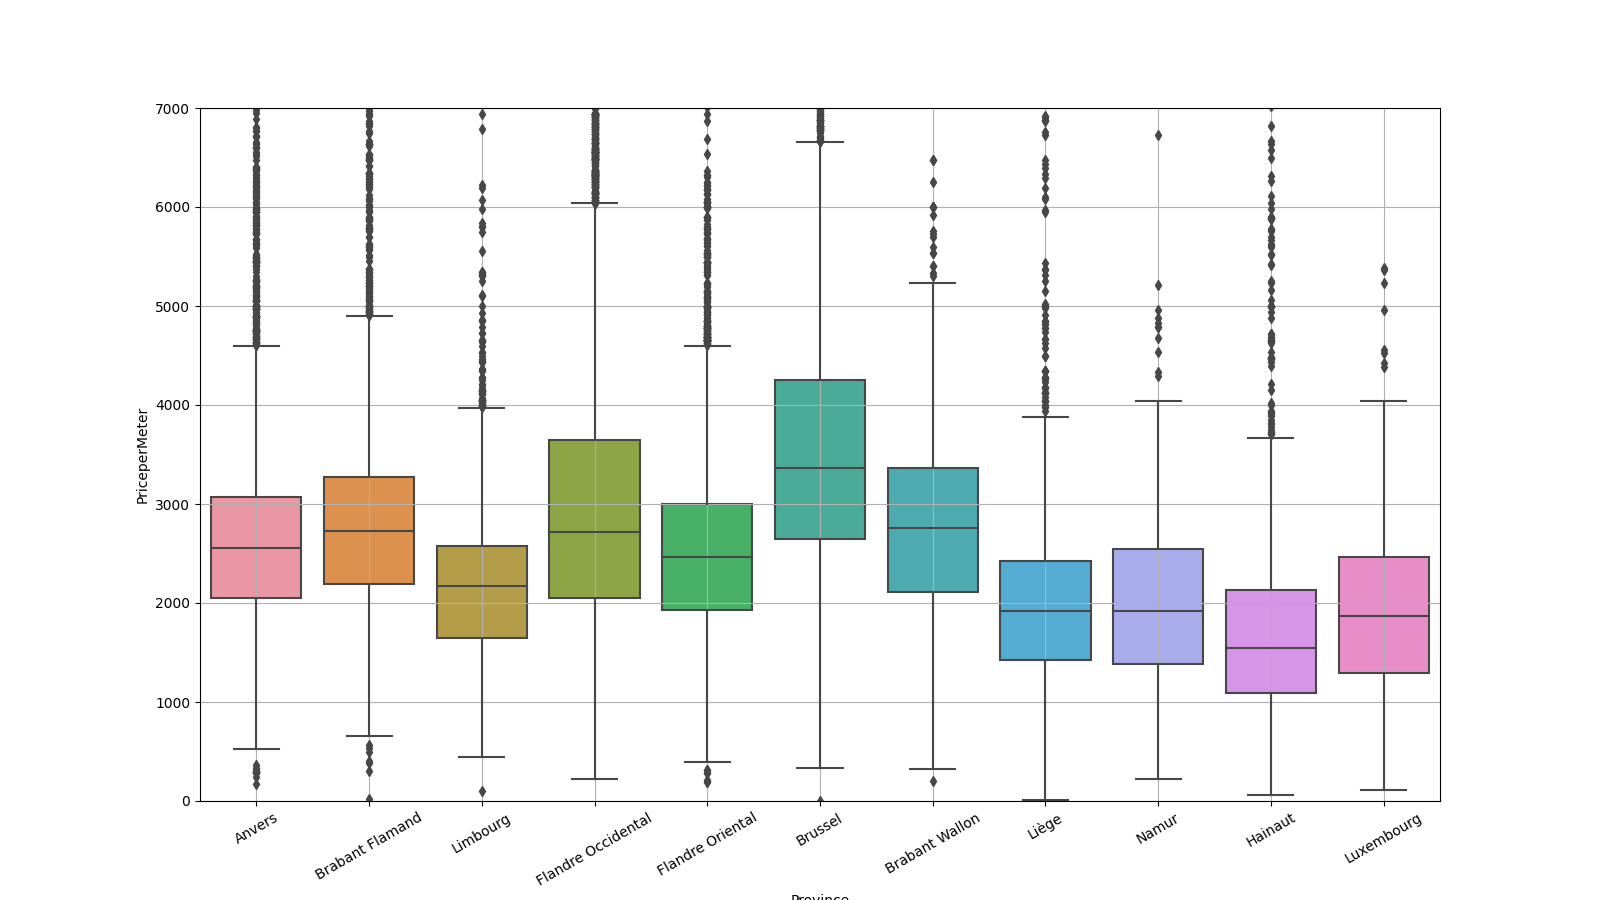 7000
6000
5000
4000
3000
2000
1000
0
PriceperMeter
Anvers
Brabant Flamand
Limbourg
Flandre Occidental
Flandre Oriental
Brussel
Brabant Wallon
Liège
Namur
Hainaut
Luxembourg
Province